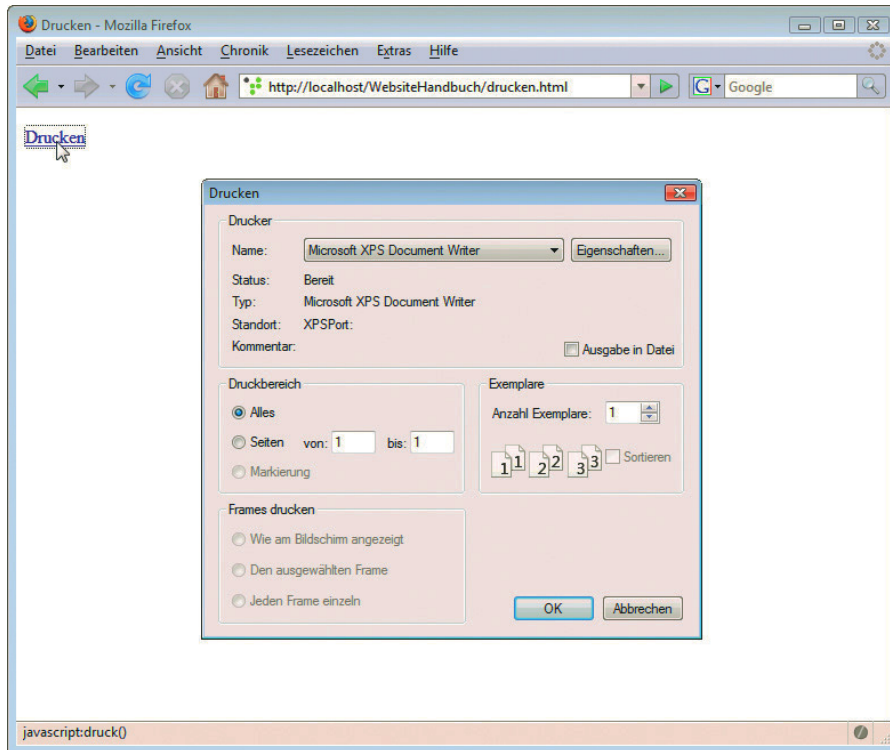 Drucken - Mozilla Firefox
Datei Bearbeiten Ansicht Chronik Lesezeichen Extras Hilfe
http://localhost/WebsiteHandbuch/drucken.html G Google
Drucken
Drucken
Drucker
Name: Microsoft XPS Document Writer Eigenschaften...
Status: Bereit
Typ: Microsoft XPS Document Writer
Standort: XPSPort:
Kommentar: Ausgabe in Datei
Druckbereich
Alles
Seiten von: 1 bis: 1
Markierung
Exemplare
Anzahl Exemplare: 1
1 1 2 2 3 3 Sortieren
Frames drucken
Wie am Bildschirm angezeigt
Den ausgewählten Frame
Jeden Frame einzeln
OK Abbrechen
javascript:druck()